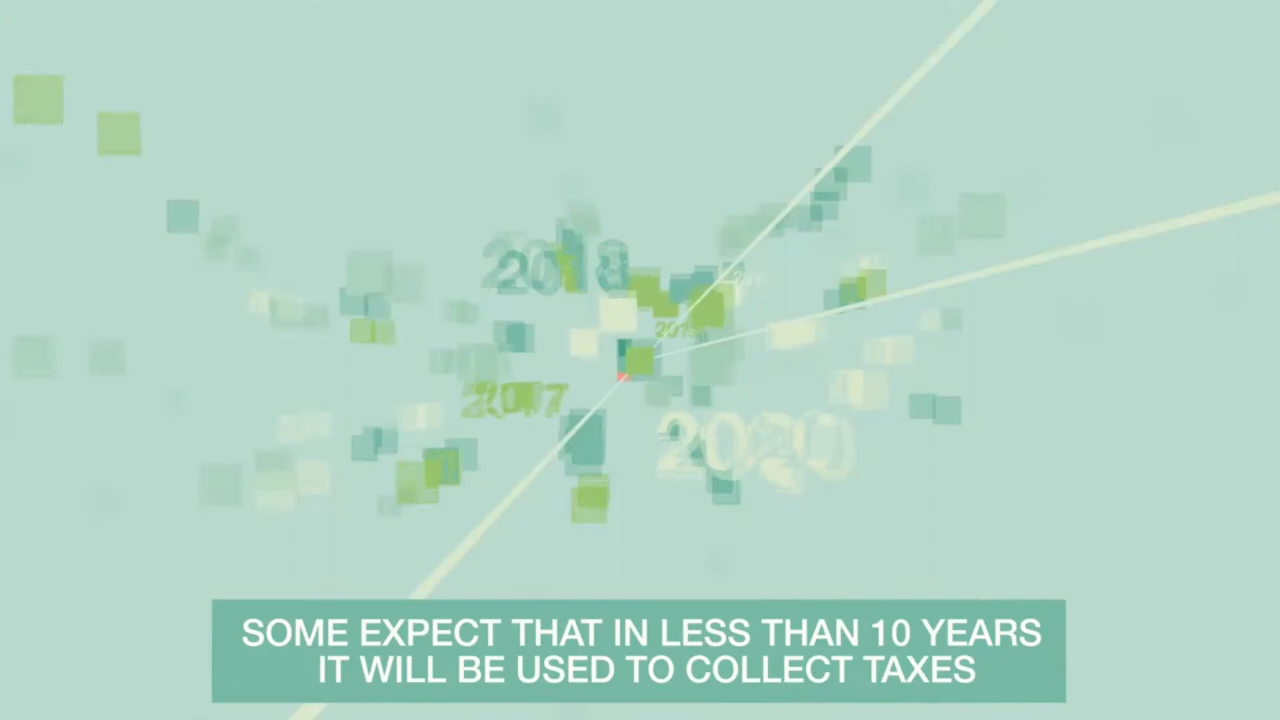 2018
2017
2020
SOME EXPECT THAT IN LESS THAN 10 YEARS
IT WILL BE USED TO COLLECT TAXES